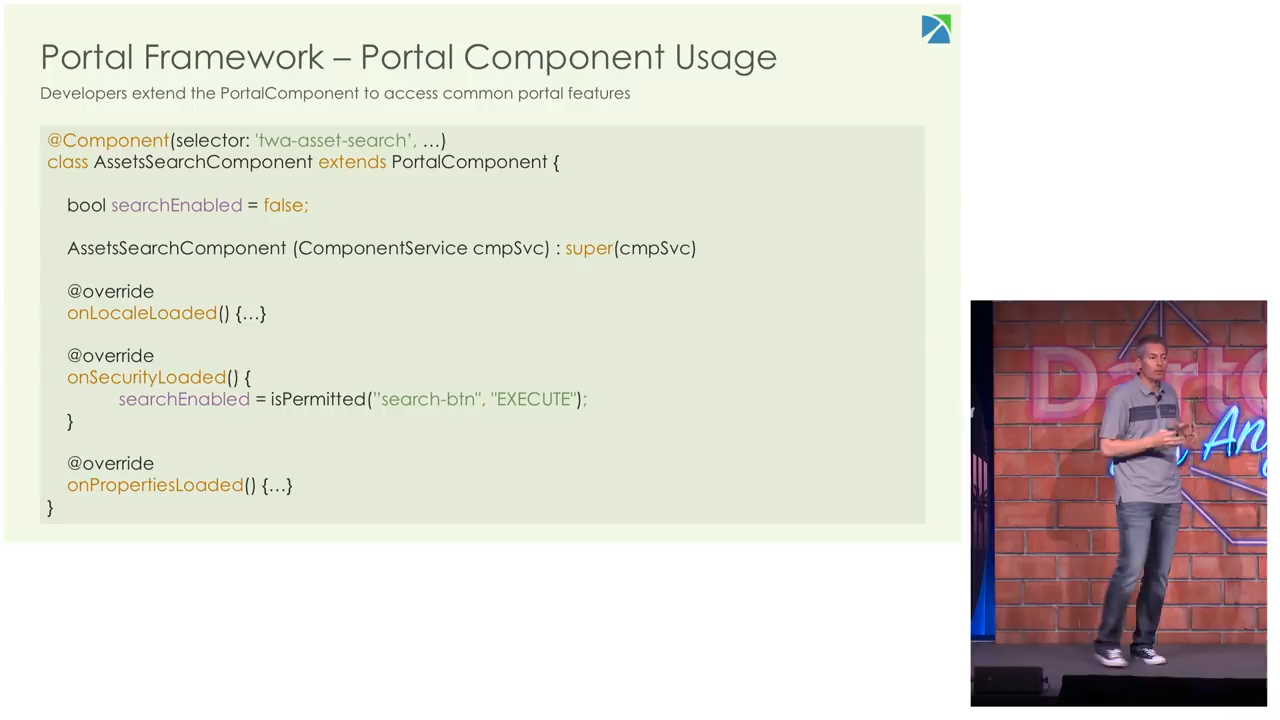 Portal Framework – Portal Component Usage
Developers extend the PortalComponent to access common portal features
@Component(selector: 'twa-asset-search', …)
class AssetsSearchComponent extends PortalComponent {
bool searchEnabled = false;
AssetsSearchComponent (ComponentService cmpSvc) : super(cmpSvc)
@override
onLocaleLoaded() {…}
@override
onSecurityLoaded() {
searchEnabled = isPermitted("search-btn", "EXECUTE");
}
@override
onPropertiesLoaded() {…}
}
Dart
An